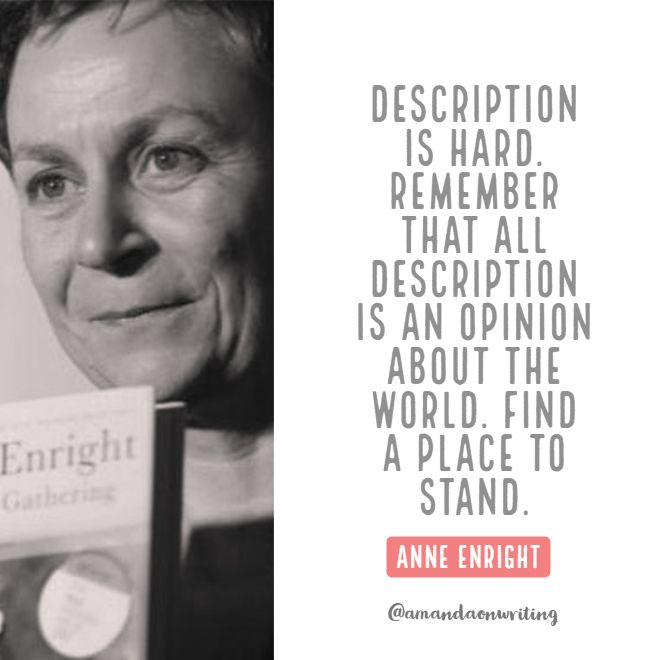 DESCRIPTION
IS HARD.
REMEMBER
THAT ALL
DESCRIPTION
IS AN OPINION
ABOUT THE
WORLD. FIND
A PLACE TO
STAND.
ANNE ENRIGHT
@amandaonwriting
Enright
Gathering